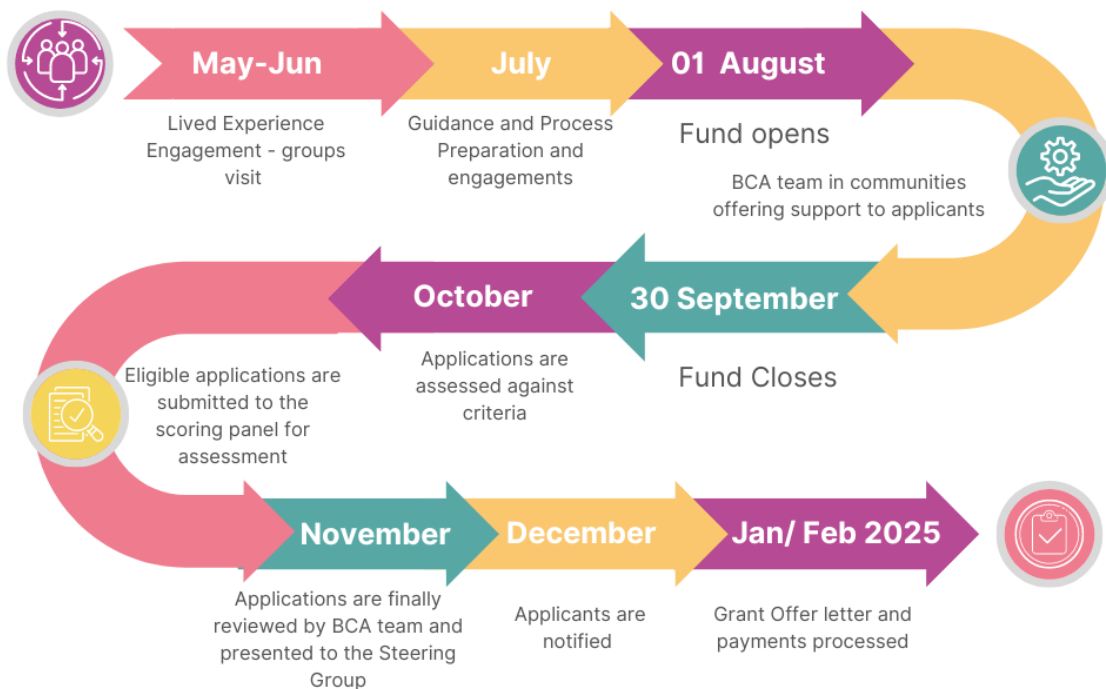 May-Jun
Lived Experience
Engagement - groups
visit
July
Guidance and Process
Preparation and
engagements
01 August
Fund opens
BCA team in communities
offering support to applicants
30 September
Fund Closes
October
Applications are
assessed against
criteria
Eligible applications are
submitted to the
scoring panel for
assessment
November
Applications are finally
reviewed by BCA team and
presented to the Steering
Group
December
Applicants are
notified
Jan/ Feb 2025
Grant Offer letter and
payments processed